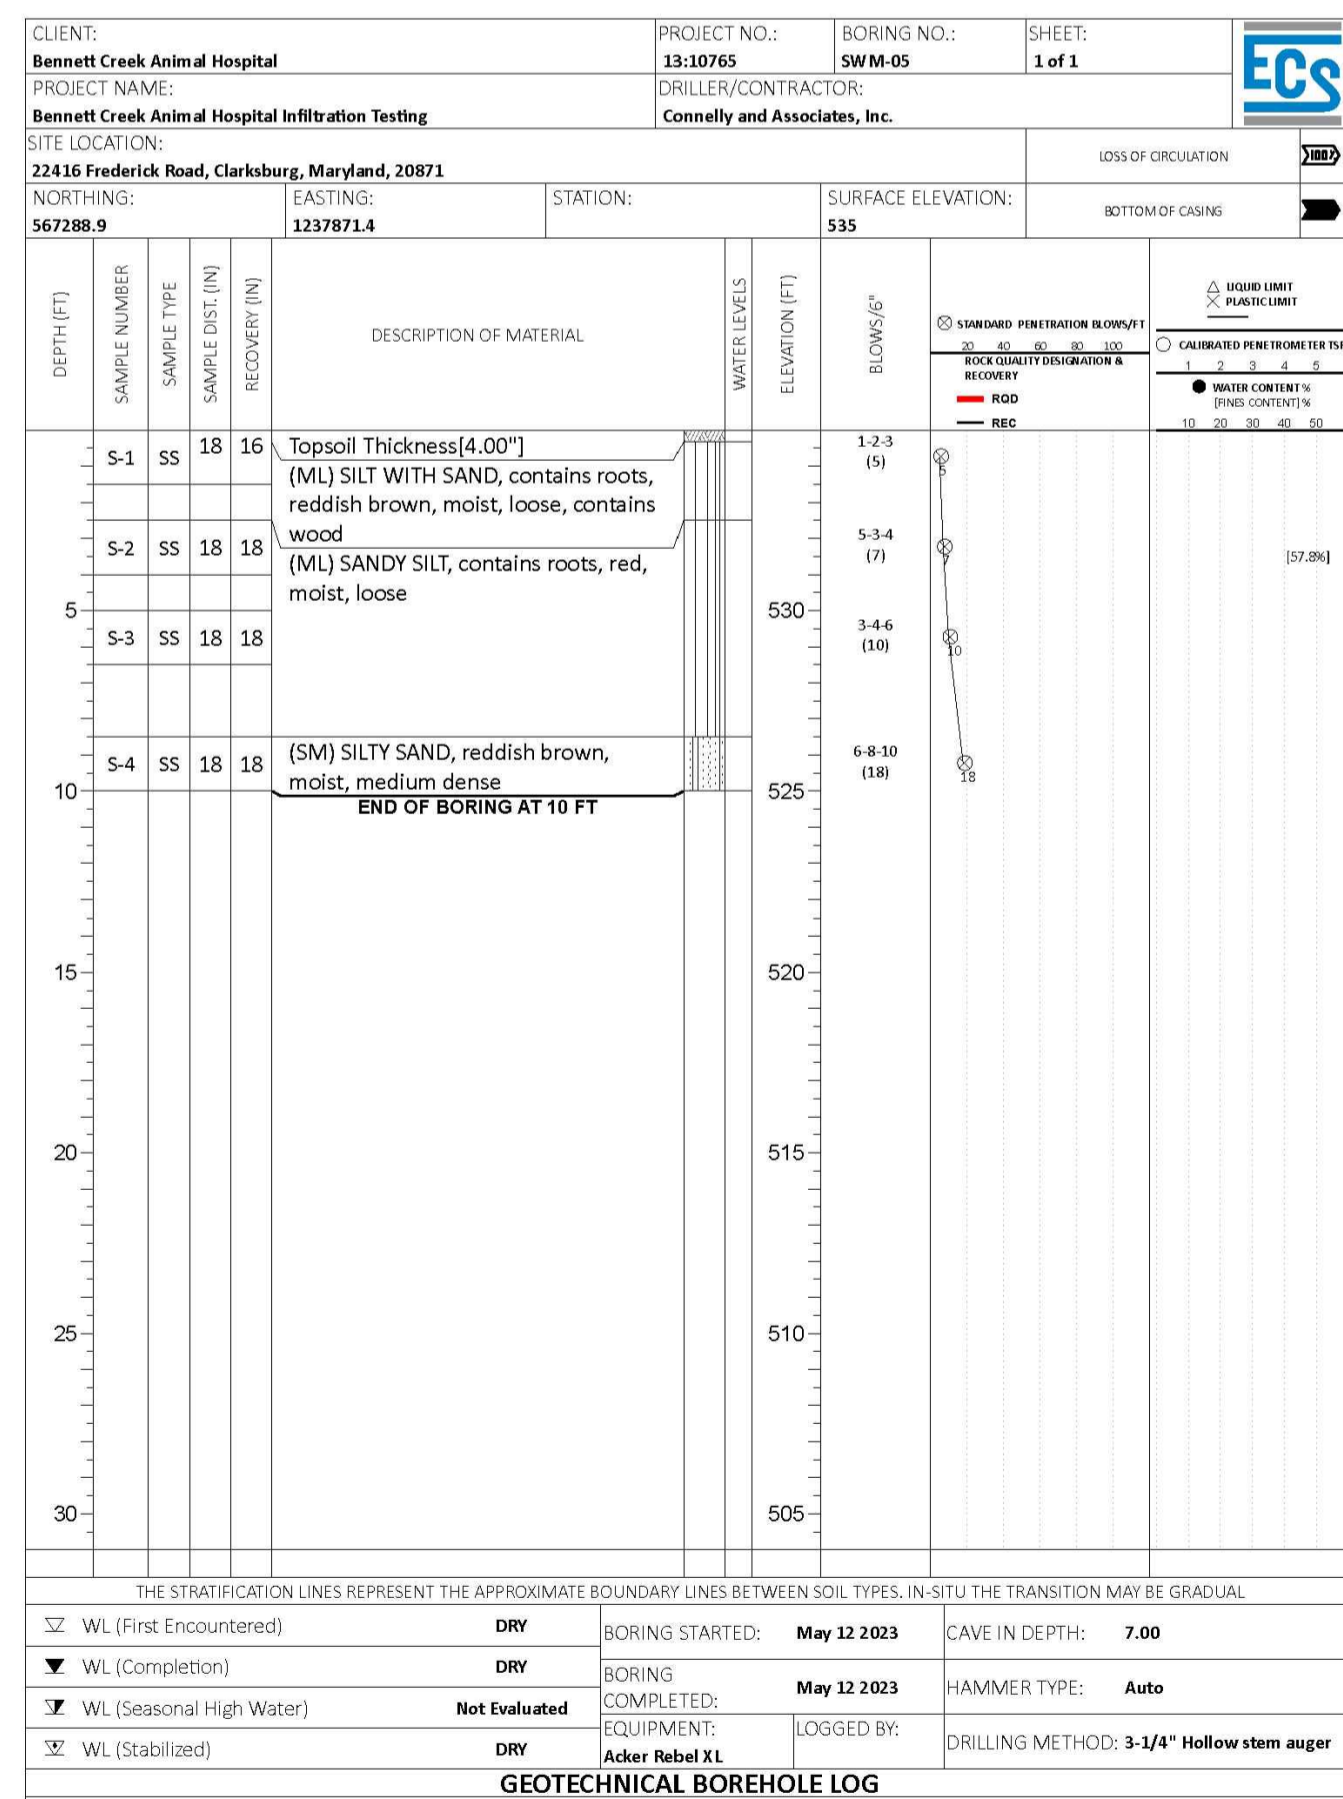 CLIENT:
Bennett Creek Animal Hospital
PROJECT NO.:
13:10765
BORING NO.:
SWM-05
SHEET:
1 of 1
ECS
PROJECT NAME:
Bennett Creek Animal Hospital Infiltration Testing
DRILLER/CONTRACTOR:
Connelly and Associates, Inc.
SITE LOCATION:
22416 Frederick Road, Clarksburg, Maryland, 20871
LOSS OF CIRCULATION
100%
NORTHING:
567288.9
EASTING:
1237871.4
STATION:
SURFACE ELEVATION:
535
BOTTOM OF CASING
DEPTH (FT)
SAMPLE NUMBER
SAMPLE TYPE
SAMPLE DIST. (IN)
RECOVERY (IN)
DESCRIPTION OF MATERIAL
WATER LEVELS
ELEVATION (FT)
BLOWS/6"
STANDARD PENETRATION BLOWS/FT
20 40 60 80 100
ROCK QUALITY DESIGNATION &
RECOVERY
RQD
REC
LIQUID LIMIT
PLASTIC LIMIT
CALIBRATED PENETROMETER TSF
1 2 3 4 5
WATER CONTENT %
[FINES CONTENT] %
10 20 30 40 50
S-1 SS 18 16
Topsoil Thickness[4.00"]
(ML) SILT WITH SAND, contains roots,
reddish brown, moist, loose, contains
wood
1-2-3
(5)
5
S-2 SS 18 18
(ML) SANDY SILT, contains roots, red,
moist, loose
5-3-4
(7)
7
[57.8%]
5
530
S-3 SS 18 18
3-4-6
(10)
10
S-4 SS 18 18
(SM) SILTY SAND, reddish brown,
moist, medium dense
6-8-10
(18)
18
10
525
END OF BORING AT 10 FT
15
520
20
515
25
510
30
505
THE STRATIFICATION LINES REPRESENT THE APPROXIMATE BOUNDARY LINES BETWEEN SOIL TYPES. IN-SITU THE TRANSITION MAY BE GRADUAL
WL (First Encountered) DRY
WL (Completion) DRY
WL (Seasonal High Water) Not Evaluated
WL (Stabilized) DRY
BORING STARTED: May 12 2023
BORING
COMPLETED: May 12 2023
EQUIPMENT:
Acker Rebel XL
LOGGED BY:
CAVE IN DEPTH: 7.00
HAMMER TYPE: Auto
DRILLING METHOD: 3-1/4" Hollow stem auger
GEOTECHNICAL BOREHOLE LOG